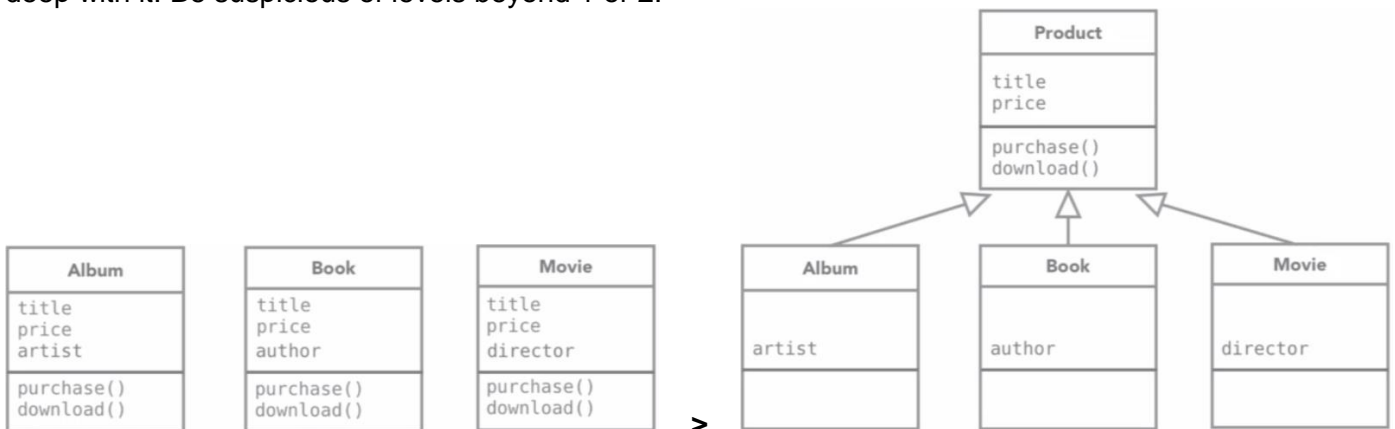 deep with it. Be suspicious of levels beyond 1 or 2.
Album
title
price
artist
purchase()
download()
Book
title
price
author
purchase()
download()
Movie
title
price
director
purchase()
download()
>
Product
title
price
purchase()
download()
Album
artist
Book
author
Movie
director